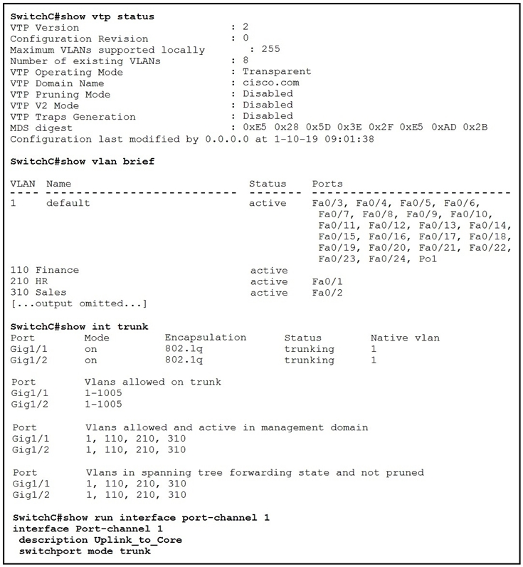 SwitchC#show vtp status
VTP Version : 2
Configuration Revision : 0
Maximum VLANs supported locally : 255
Number of existing VLANs : 8
VTP Operating Mode : Transparent
VTP Domain Name : cisco.com
VTP Pruning Mode : Disabled
VTP V2 Mode : Disabled
VTP Traps Generation : Disabled
MDS digest : 0xE5 0x28 0x5D 0x3E 0x2F 0xE5 0xAD 0x2B
Configuration last modified by 0.0.0.0 at 1-10-19 09:01:38
SwitchC#show vlan brief
VLAN Name Status Ports
---- -------------------------------- --------- -------------------------------
1 default active Fa0/3, Fa0/4, Fa0/5, Fa0/6,
Fa0/7, Fa0/8, Fa0/9, Fa0/10,
Fa0/11, Fa0/12, Fa0/13, Fa0/14,
Fa0/15, Fa0/16, Fa0/17, Fa0/18,
Fa0/19, Fa0/20, Fa0/21, Fa0/22,
Fa0/23, Fa0/24, Po1
110 Finance active
210 HR active Fa0/1
310 Sales active Fa0/2
[...output omitted...]
SwitchC#show int trunk
Port Mode Encapsulation Status Native vlan
Gig1/1 on 802.1q trunking 1
Gig1/2 on 802.1q trunking 1
Port Vlans allowed on trunk
Gig1/1 1-1005
Gig1/2 1-1005
Port Vlans allowed and active in management domain
Gig1/1 1, 110, 210, 310
Gig1/2 1, 110, 210, 310
Port Vlans in spanning tree forwarding state and not pruned
Gig1/1 1, 110, 210, 310
Gig1/2 1, 110, 210, 310
SwitchC#show run interface port-channel 1
interface Port-channel 1
description Uplink_to_Core
switchport mode trunk